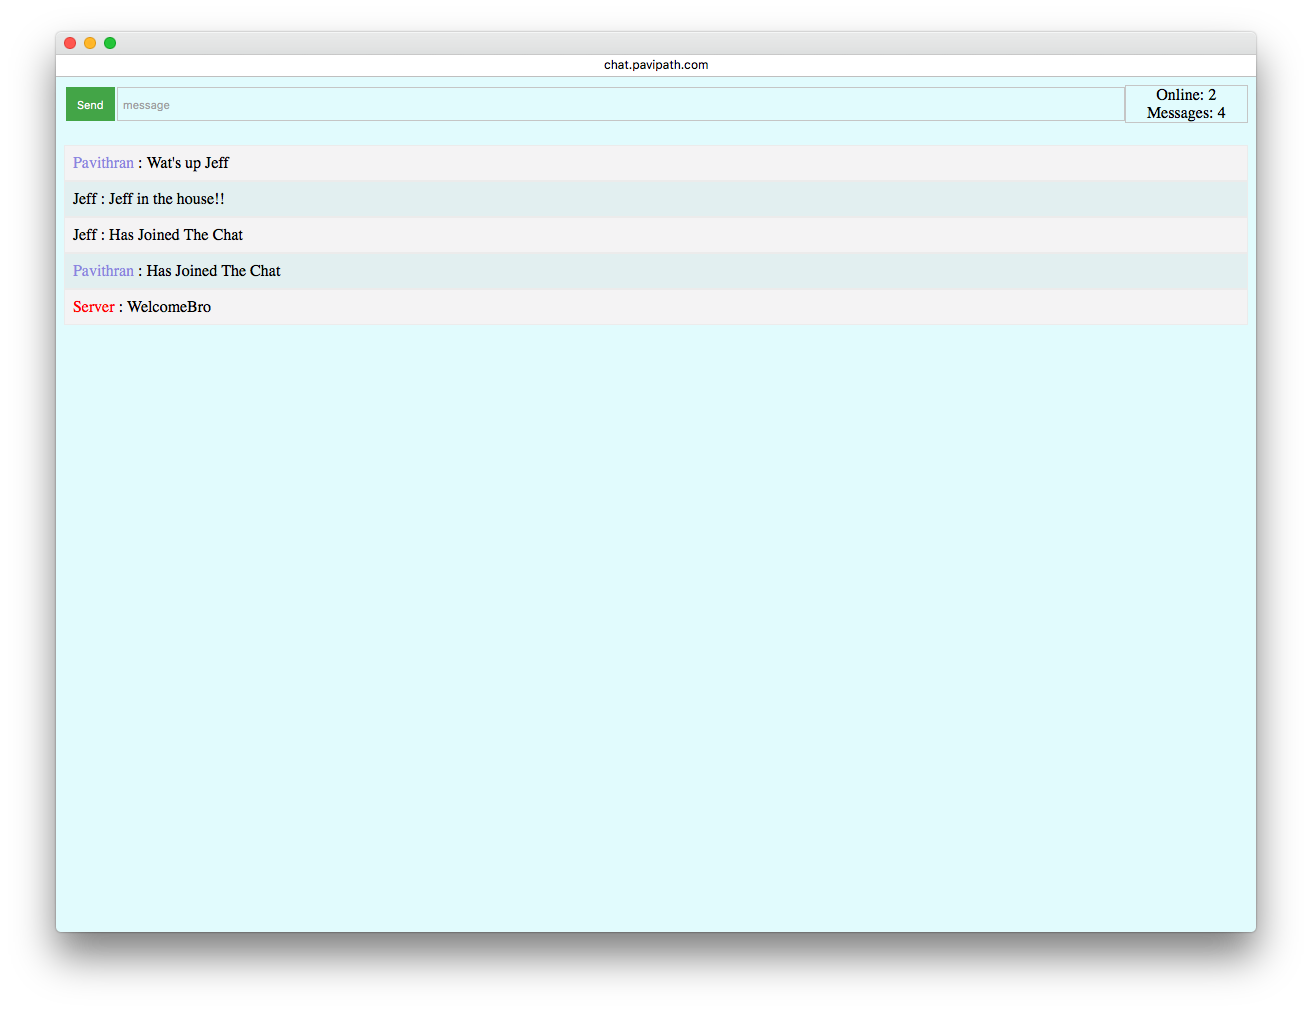 chat.pavipath.com
Send
message
Online: 2
Messages: 4
Pavithran : Wat's up Jeff
Jeff : Jeff in the house!!
Jeff : Has Joined The Chat
Pavithran : Has Joined The Chat
Server : WelcomeBro